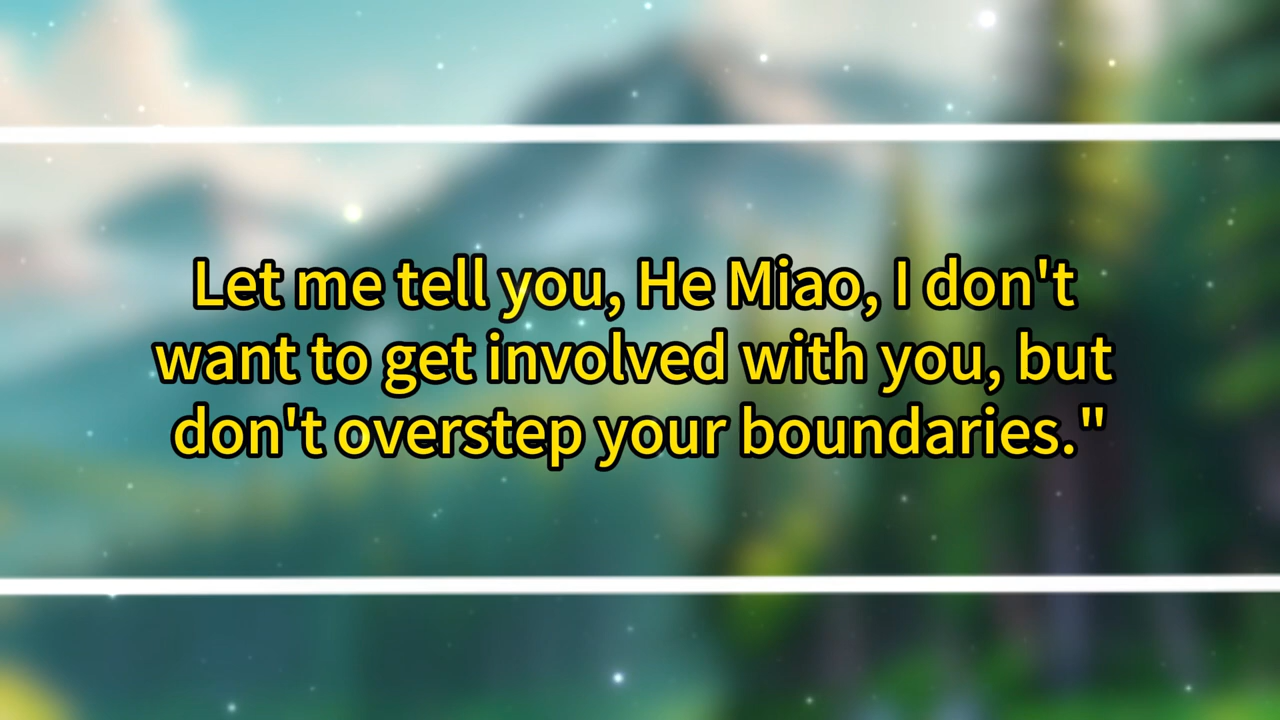 Let me tell you, He Miao, I don't
want to get involved with you, but
don't overstep your boundaries."